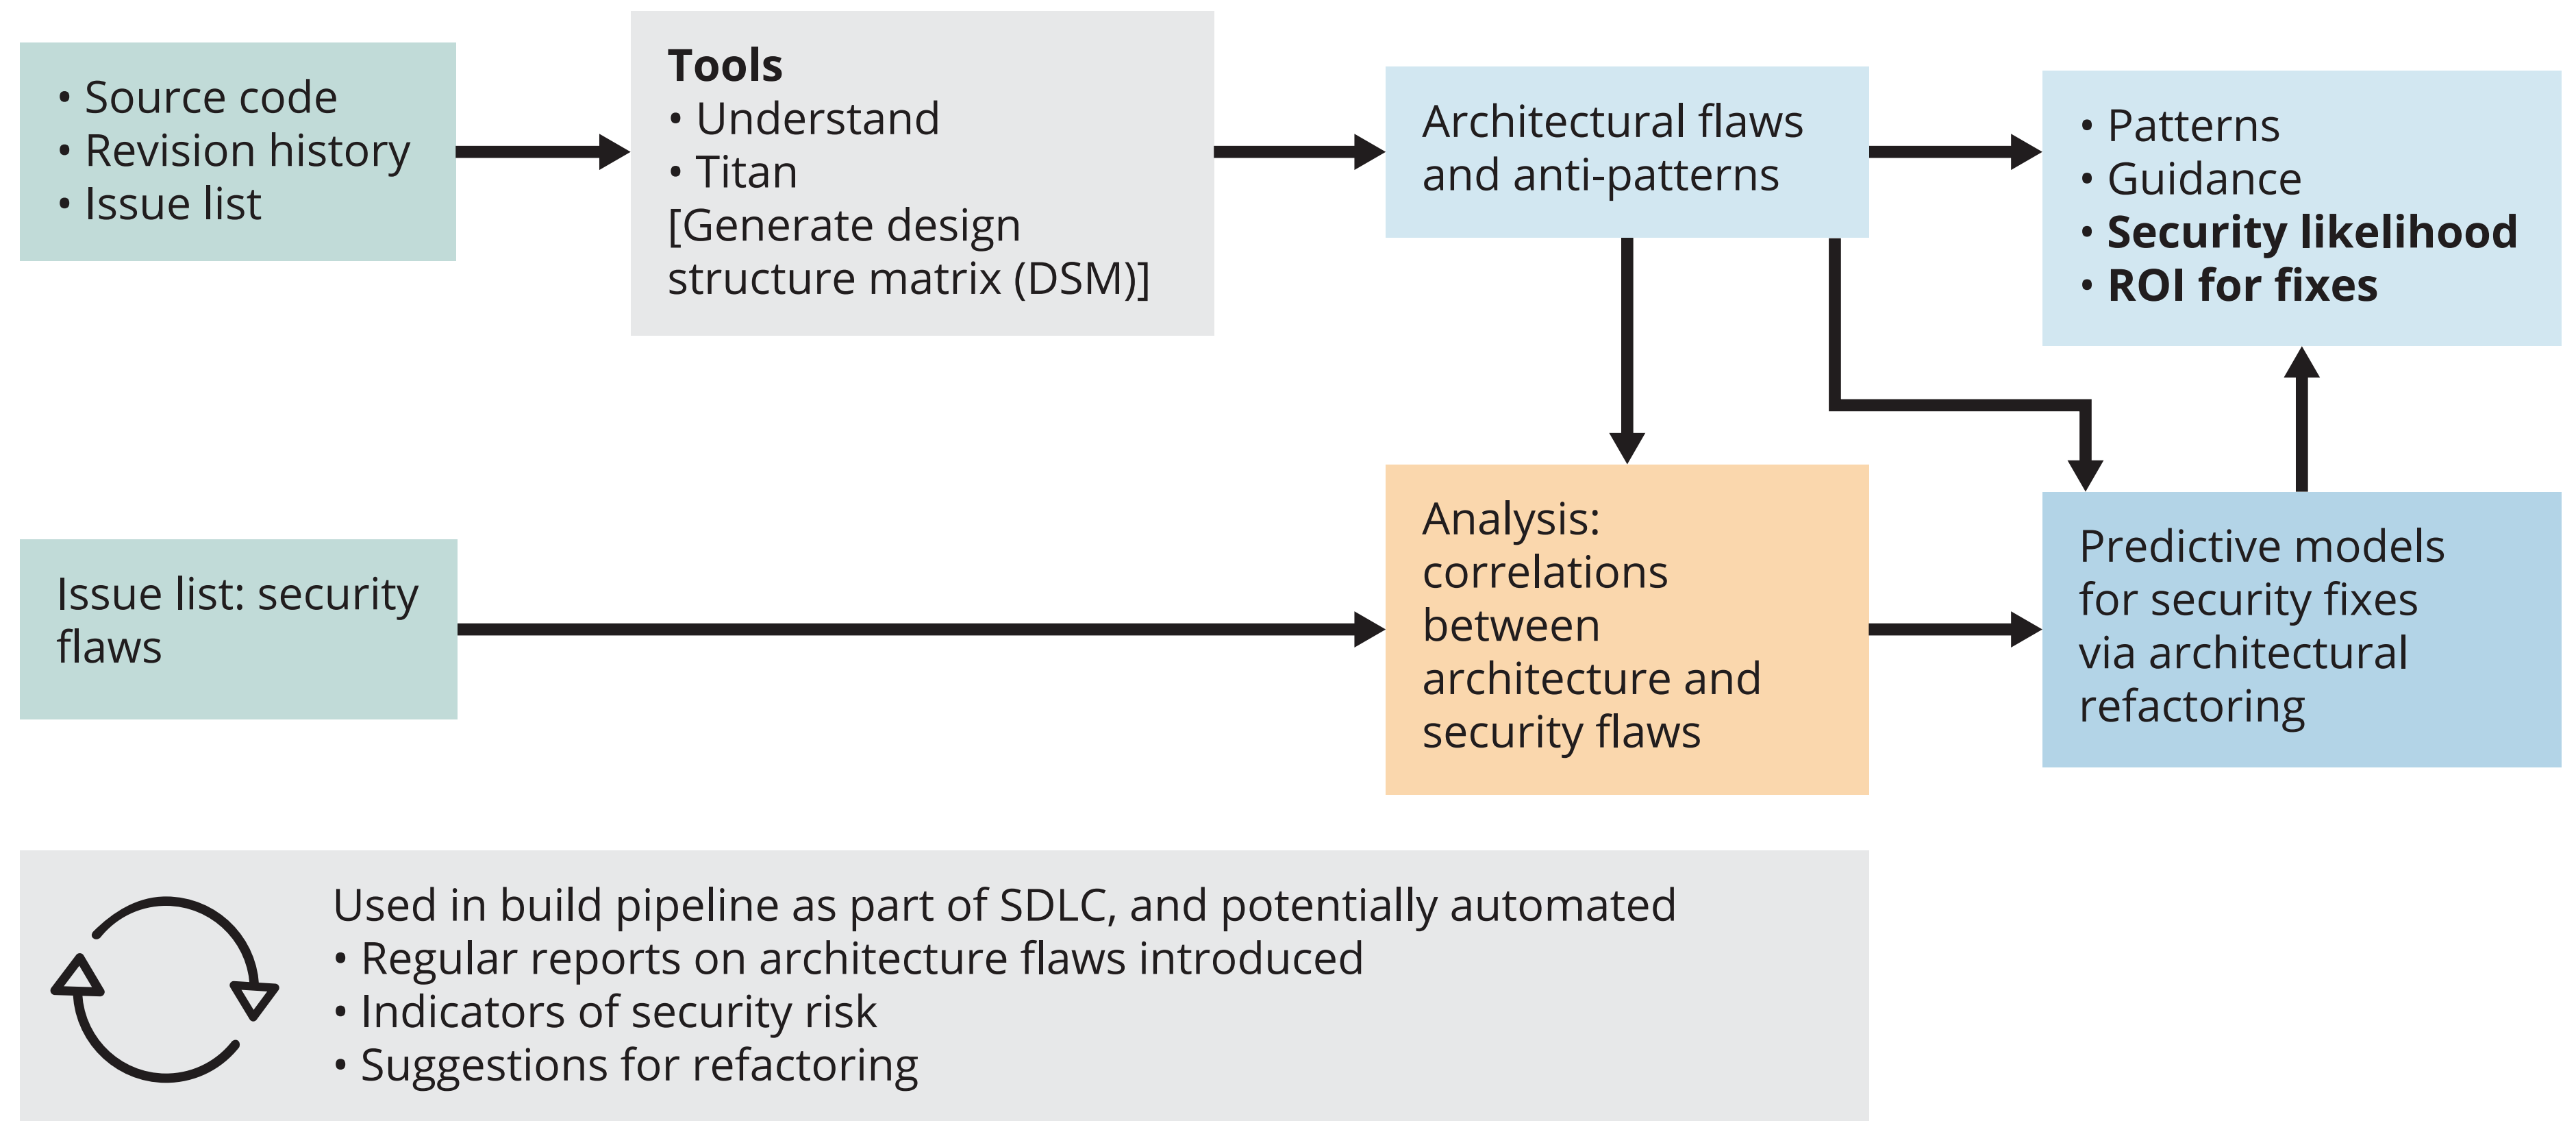 • Source code
• Revision history
• Issue list
Tools
• Understand
• Titan
[Generate design
structure matrix (DSM)]
Architectural flaws
and anti-patterns
• Patterns
• Guidance
• Security likelihood
• ROI for fixes
Issue list: security
flaws
Analysis:
correlations
between
architecture and
security flaws
Predictive models
for security fixes
via architectural
refactoring
Used in build pipeline as part of SDLC, and potentially automated
• Regular reports on architecture flaws introduced
• Indicators of security risk
• Suggestions for refactoring